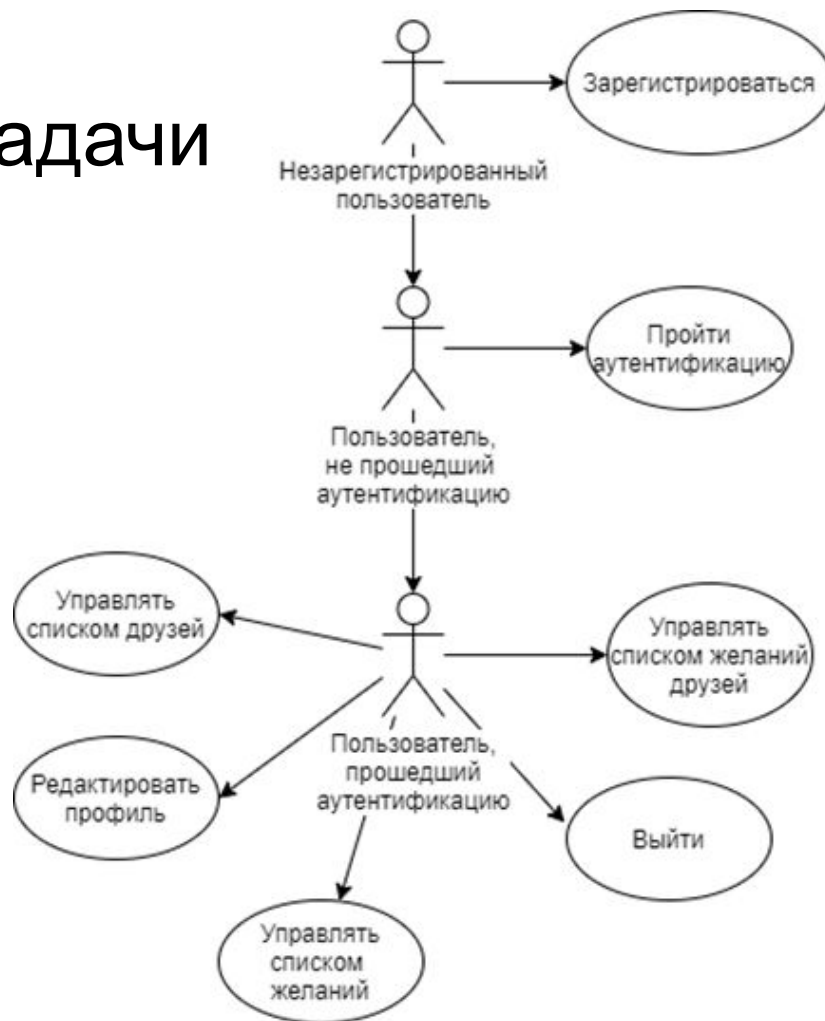 Зарегистрироваться
адачи
Незарегистрированный
пользователь
Пройти
аутентификацию
Пользователь,
не прошедший
аутентификацию
Управлять
списком друзей
Управлять
списком желаний
друзей
Пользователь,
прошедший
аутентификацию
Редактировать
профиль
Выйти
Управлять
списком
желаний